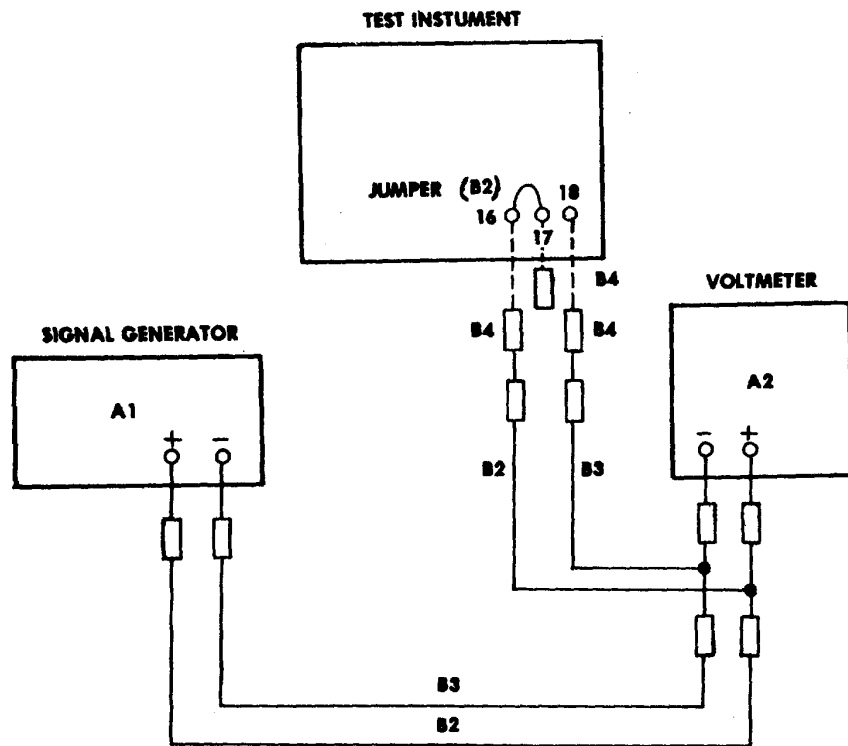 TEST INSTUMENT
JUMPER (B2)
16
17
18
B4
B4
B4
VOLTMETER
SIGNAL GENERATOR
A1
+ -
A2
- +
B2
B3
B3
B2